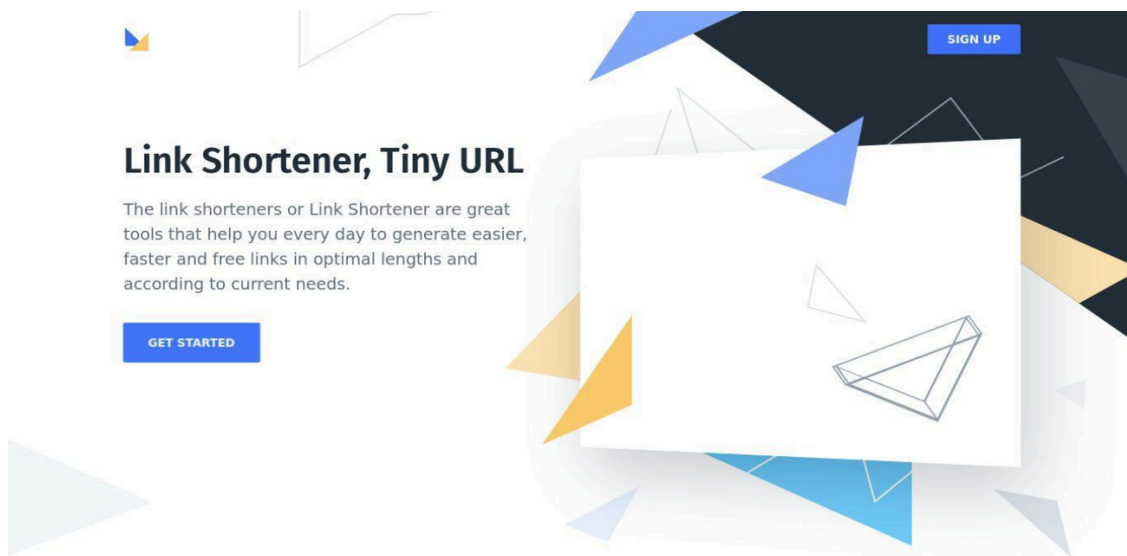 SIGN UP
Link Shortener, Tiny URL
The link shorteners or Link Shortener are great
tools that help you every day to generate easier,
faster and free links in optimal lengths and
according to current needs.
GET STARTED